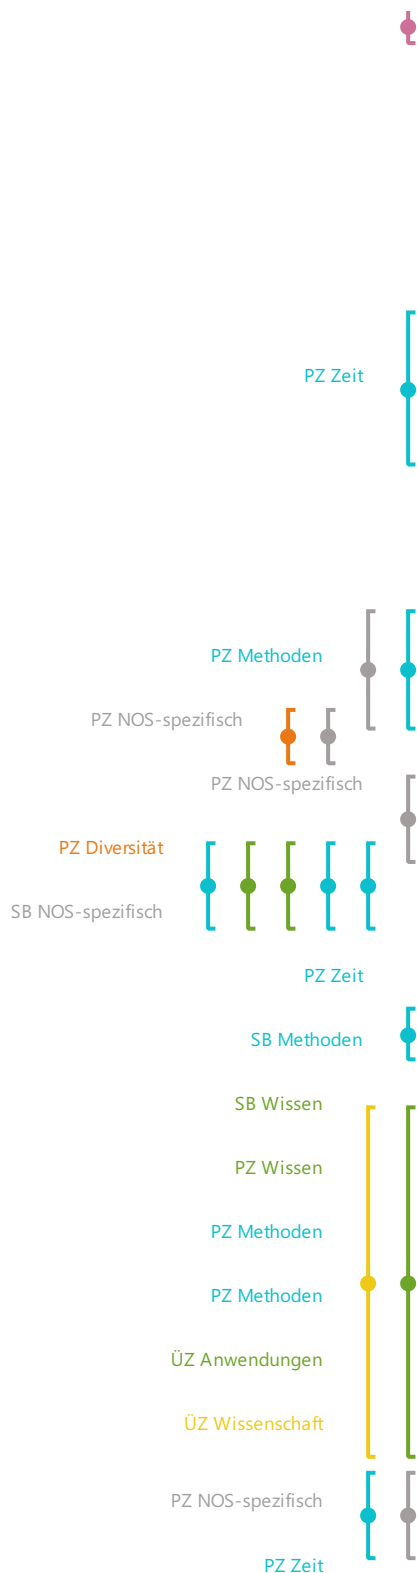 PZ Zeit
PZ Methoden
PZ NOS-spezifisch
PZ NOS-spezifisch
PZ Diversität
SB NOS-spezifisch
PZ Zeit
SB Methoden
SB Wissen
PZ Wissen
PZ Methoden
PZ Methoden
ÜZ Anwendungen
ÜZ Wissenschaft
PZ NOS-spezifisch
PZ Zeit